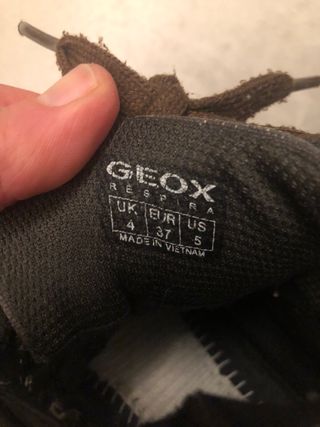 GEOX
RESPIRA
UK EUR US
4 37 5
MADE IN VIETNAM